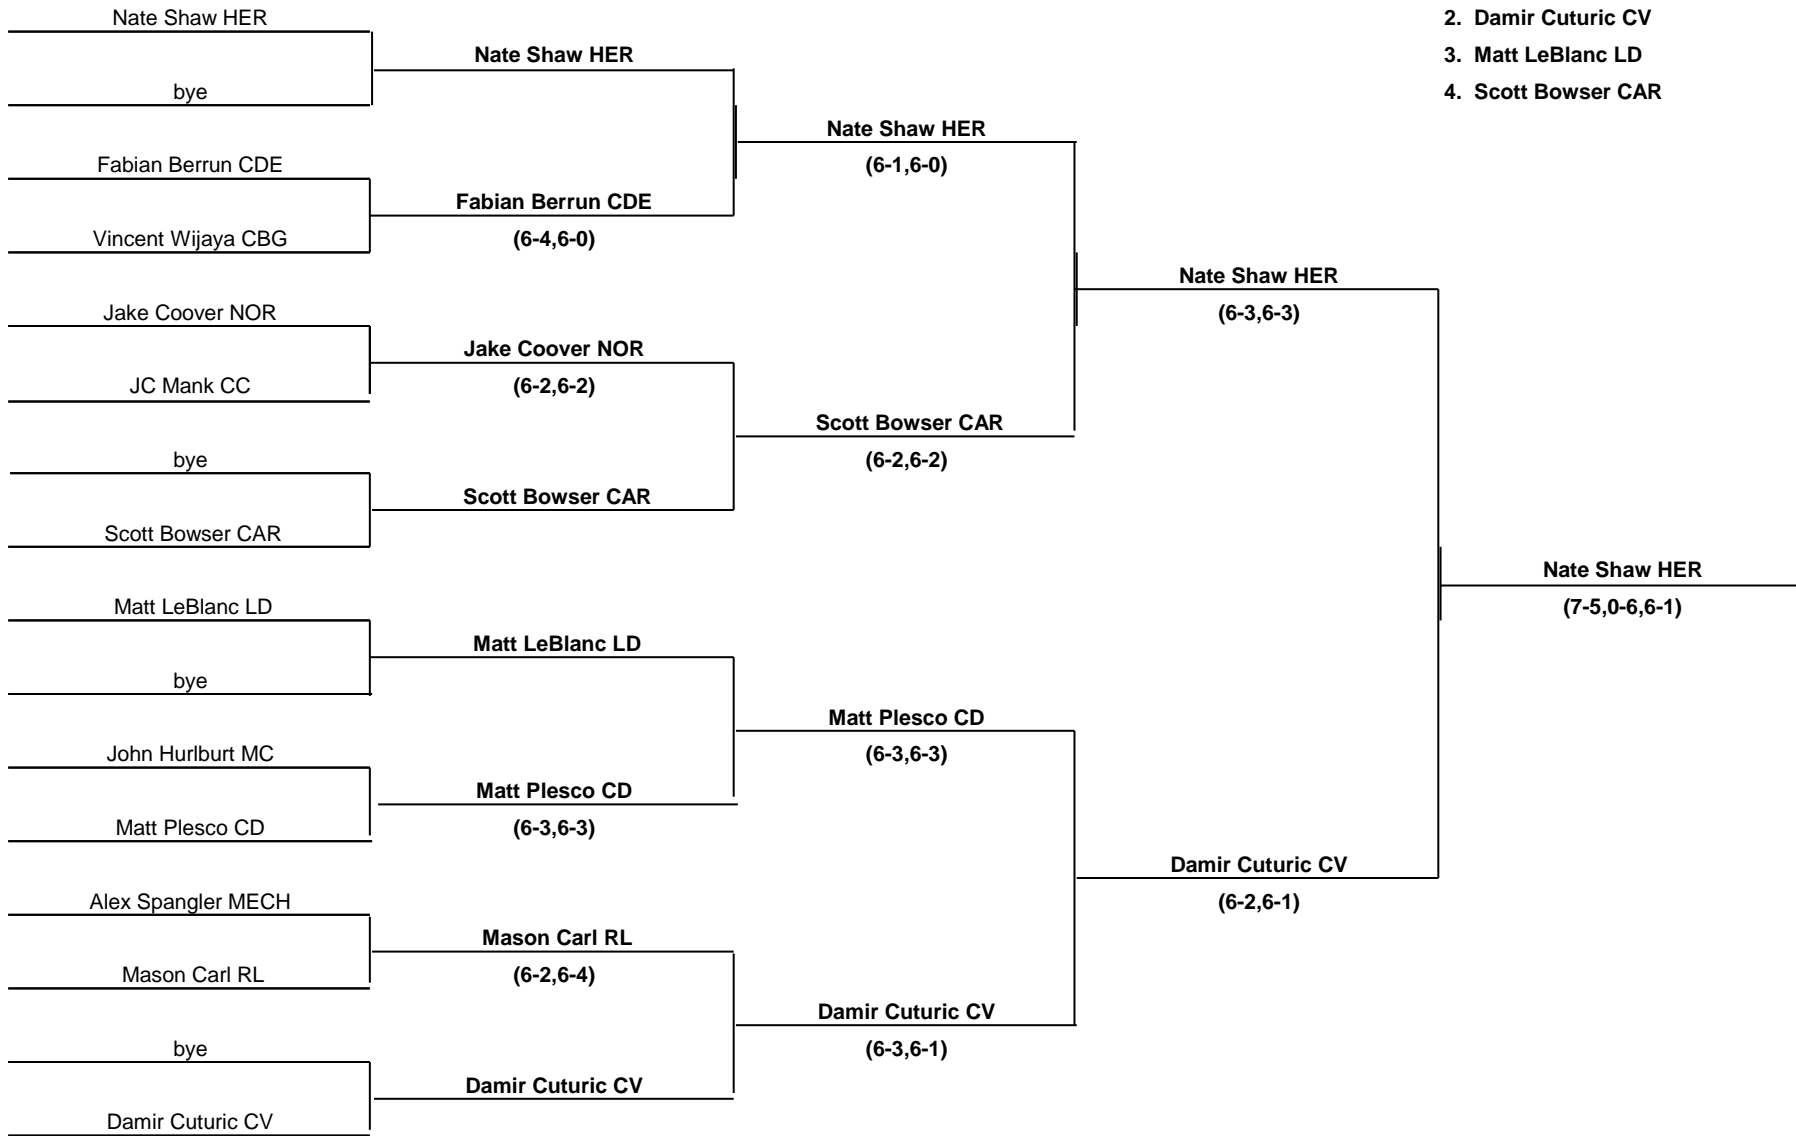 Nate Shaw HER
bye
Fabian Berrun CDE
Vincent Wijaya CBG
Jake Coover NOR
JC Mank CC
bye
Scott Bowser CAR
Matt LeBlanc LD
bye
John Hurlburt MC
Matt Plesco CD
Alex Spangler MECH
Mason Carl RL
bye
Damir Cuturic CV
Nate Shaw HER
Fabian Berrun CDE
(6-4,6-0)
Jake Coover NOR
(6-2,6-2)
Scott Bowser CAR
Matt LeBlanc LD
Matt Plesco CD
(6-3,6-3)
Mason Carl RL
(6-2,6-4)
Damir Cuturic CV
Nate Shaw HER
(6-1,6-0)
Scott Bowser CAR
(6-2,6-2)
Matt Plesco CD
(6-3,6-3)
Damir Cuturic CV
(6-3,6-1)
Nate Shaw HER
(6-3,6-3)
Damir Cuturic CV
(6-2,6-1)
Nate Shaw HER
(7-5,0-6,6-1)
2. Damir Cuturic CV
3. Matt LeBlanc LD
4. Scott Bowser CAR